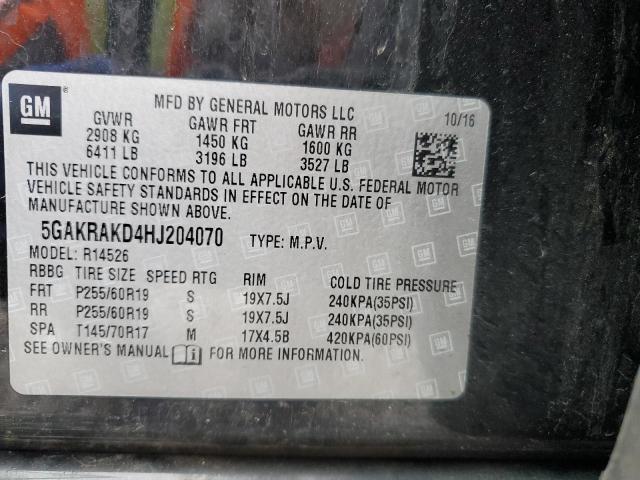 GM
MFD BY GENERAL MOTORS LLC 10/16
GVWR GAWR FRT GAWR RR
2908 KG 1450 KG 1600 KG
6411 LB 3196 LB 3527 LB
THIS VEHICLE CONFORMS TO ALL APPLICABLE U.S. FEDERAL MOTOR
VEHICLE SAFETY STANDARDS IN EFFECT ON THE DATE OF
MANUFACTURE SHOWN ABOVE.
5GAKRAKD4HJ204070 TYPE: M.P.V.
MODEL: R14526
RBBG TIRE SIZE SPEED RTG RIM COLD TIRE PRESSURE
FRT P255/60R19 S 19X7.5J 240KPA(35PSI)
RR P255/60R19 S 19X7.5J 240KPA(35PSI)
SPA T145/70R17 M 17X4.5B 420KPA(60PSI)
SEE OWNER'S MANUAL FOR MORE INFORMATION.